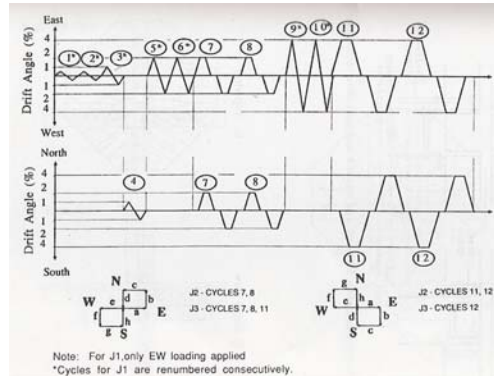 East
Drift Angle (%)
4 2 1 1 2 4
1* 2* 3* 5* 6* 7 8 9* 10* 11 12
West
North
Drift Angle (%)
4 2 1 1 2 4
4 7 8
11 12
South
N
c
W e d b E
f a
h
g S
J2 - CYCLES 7, 8
J3 - CYCLES 7, 8, 11
N
g
W f h E
e a
d b
S c
J2 - CYCLES 11, 12
J3 - CYCLES 12
Note: For J1,only EW loading applied
*Cycles for J1 are renumbered consecutively.